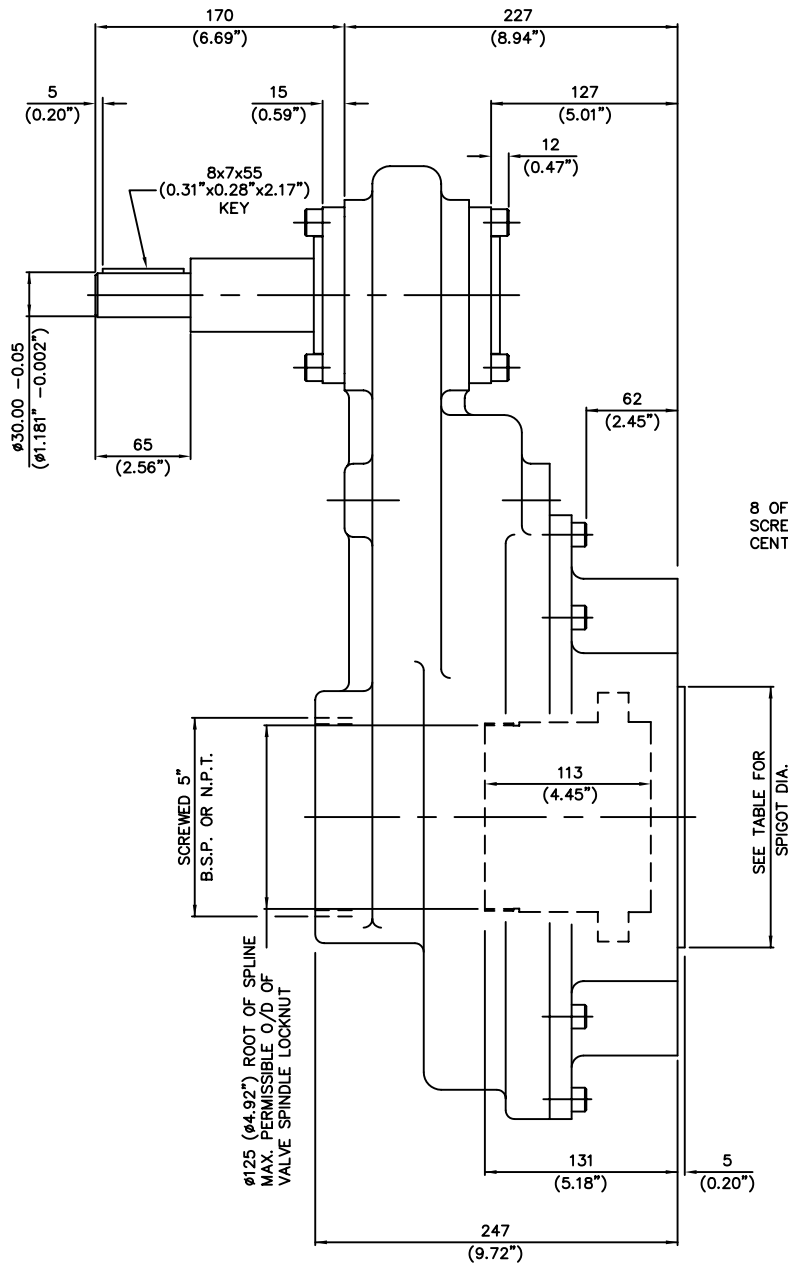 170
(6.69")
227
(8.94")
5
(0.20")
15
(0.59")
127
(5.01")
12
(0.47")
8x7x55
(0.31"x0.28"x2.17")
KEY
ø30.00 -0.05
(ø1.181" -0.002")
65
(2.56")
62
(2.45")
8 OF
SCRE
CENT
SCREWED 5"
B.S.P. OR N.P.T.
113
(4.45")
SEE TABLE FOR
SPIGOT DIA.
ø125 (ø4.92") ROOT OF SPLINE
MAX. PERMISSIBLE O/D OF
VALVE SPINDLE LOCKNUT
131
(5.18")
5
(0.20")
247
(9.72")